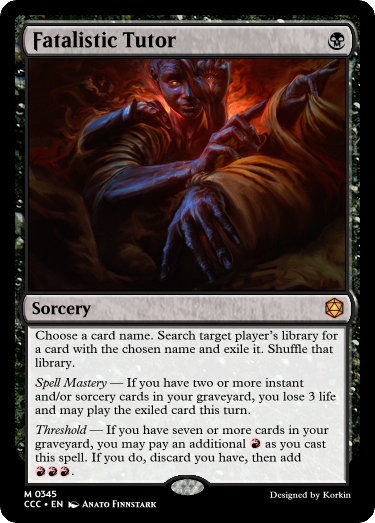 Fatalistic Tutor
Sorcery
Choose a card name. Search target player's library for
a card with the chosen name and exile it. Shuffle that
library.
Spell Mastery — If you have two or more instant
and/or sorcery cards in your graveyard, you lose 3 life
and may play the exiled card this turn.
Threshold — If you have seven or more cards in your
graveyard, you may pay an additional as you cast
this spell. If you do, discard you have, then add
.
M 0345
CCC • EN Anato Finnstark
Designed by Korkin